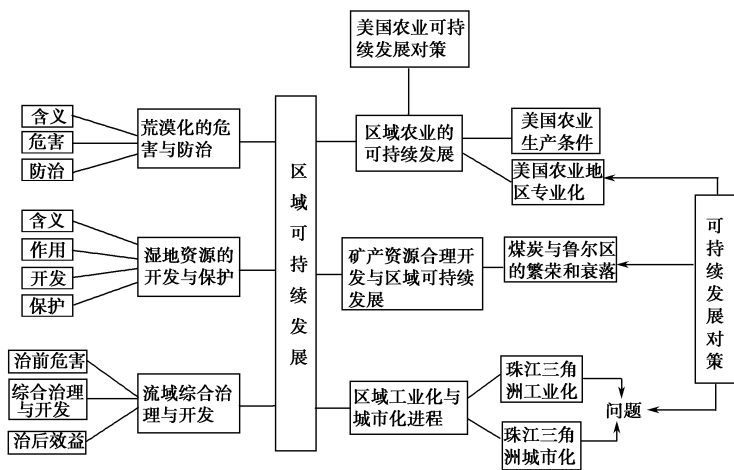 美国农业可持
续发展对策
含义
危害
防治
荒漠化的危
害与防治
区域农业的
可持续发展
美国农业
生产条件
美国农业地
区专业化
含义
作用
开发
保护
湿地资源的
开发与保护
区域可持续发展
矿产资源合理开
发与区域可持续
发展
煤炭与鲁尔区
的繁荣和衰落
可持续发展对策
治前危害
综合治理
与开发
治后效益
流域综合治
理与开发
区域工业化与
城市化进程
珠江三角
洲工业化
珠江三角
洲城市化
问题